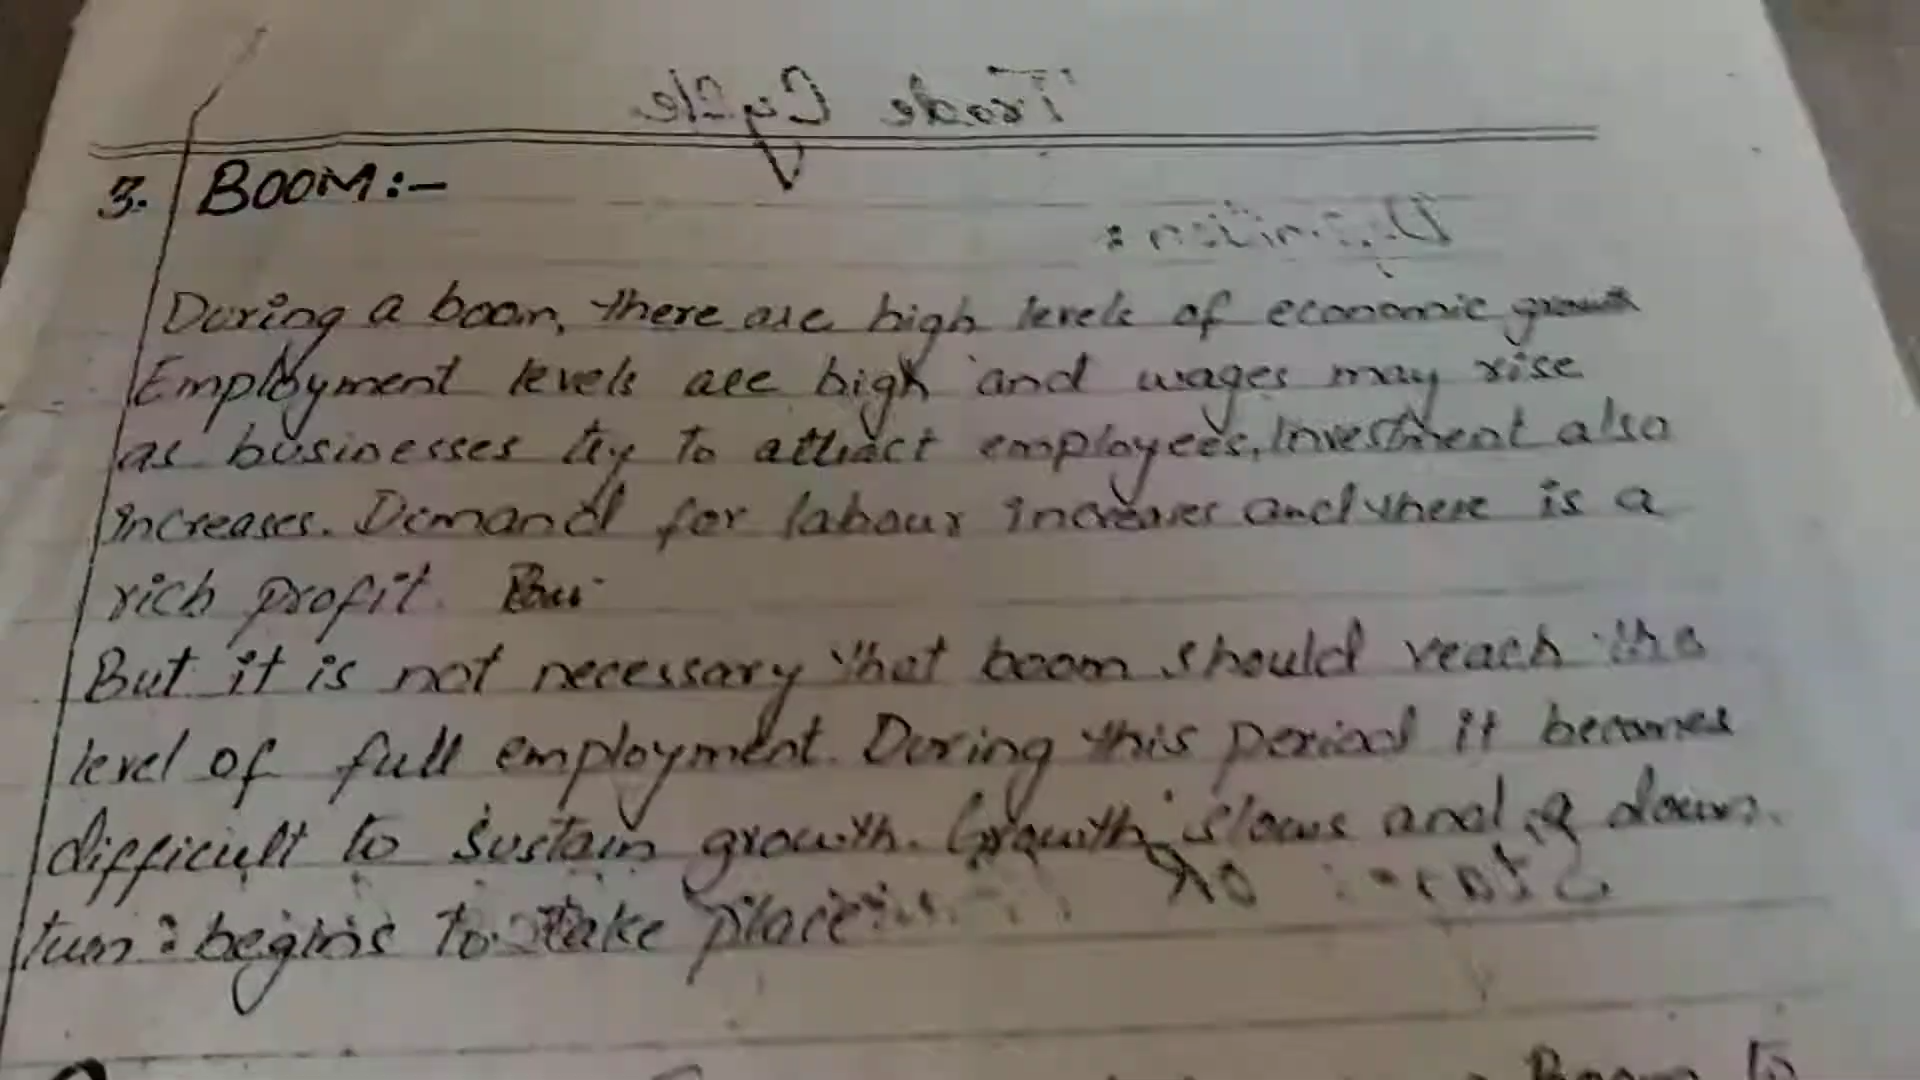 Trade Cycle
3. BOOM:-
Definition:
During a boom, there are high levels of economic growth
Employment levels are high and wages may rise
as businesses try to attract employees, Investment also
increases. Demand for labour increases and there is a
rich profit.
But it is not necessary that boom should reach the
level of full employment. During this period it becomes
difficult to sustain growth. Growth slows and a down.
turn begins to take place
Boom to